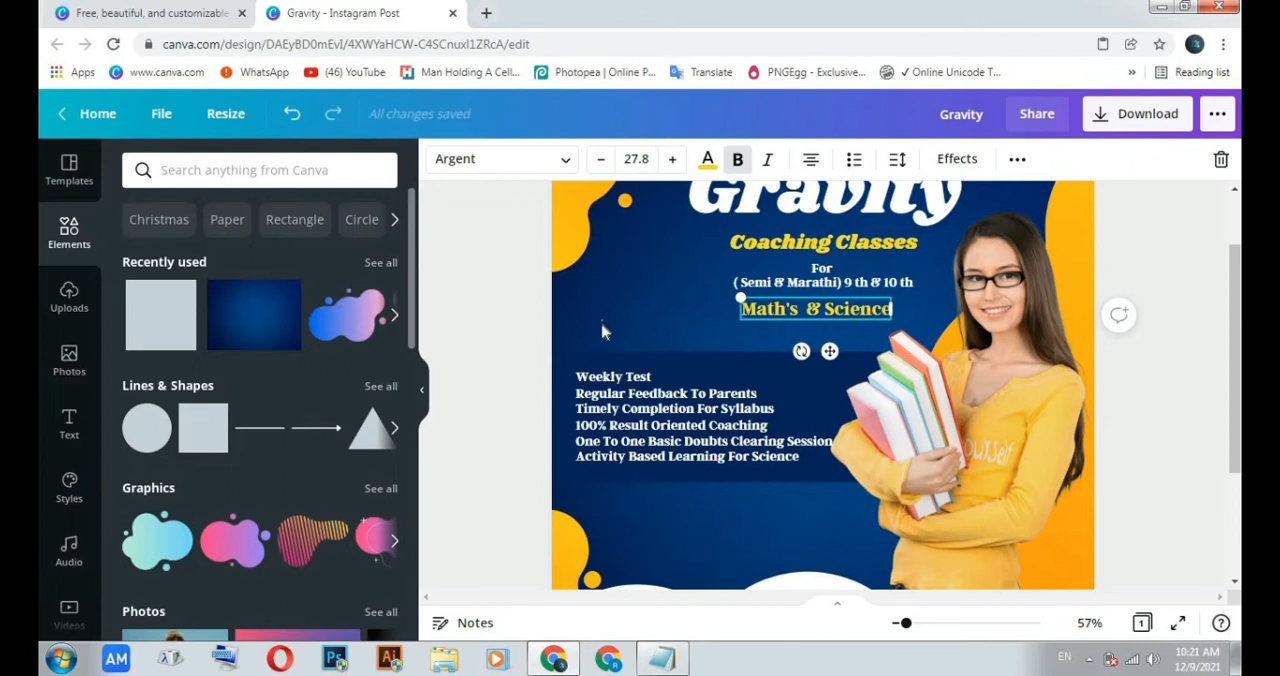 Free, beautiful, and customizable
Gravity - Instagram Post
canva.com/design/DAEyBD0mEvI/4XWYaHCW-C4SCnuxl1ZRcA/edit
Apps
www.canva.com
WhatsApp
(46) YouTube
Man Holding A Cell...
Photopea | Online P...
Translate
PNGEgg - Exclusive...
✓ Online Unicode T...
»
Reading list
Home
File
Resize
All changes saved
Gravity
Share
Download
Templates
Elements
Uploads
Photos
Text
Styles
Audio
Videos
Search anything from Canva
Christmas
Paper
Rectangle
Circle
Recently used
See all
Lines & Shapes
See all
Graphics
See all
Photos
See all
Argent
27.8
A
B
I
Effects
Gravity
Coaching Classes
For
( Semi & Marathi) 9 th & 10 th
Math's & Science
Weekly Test
Regular Feedback To Parents
Timely Completion For Syllabus
100% Result Oriented Coaching
One To One Basic Doubts Clearing Session
Activity Based Learning For Science
yourself
Notes
57%
1
?
AM
Ps
Ai
EN
10:21 AM
12/9/2021